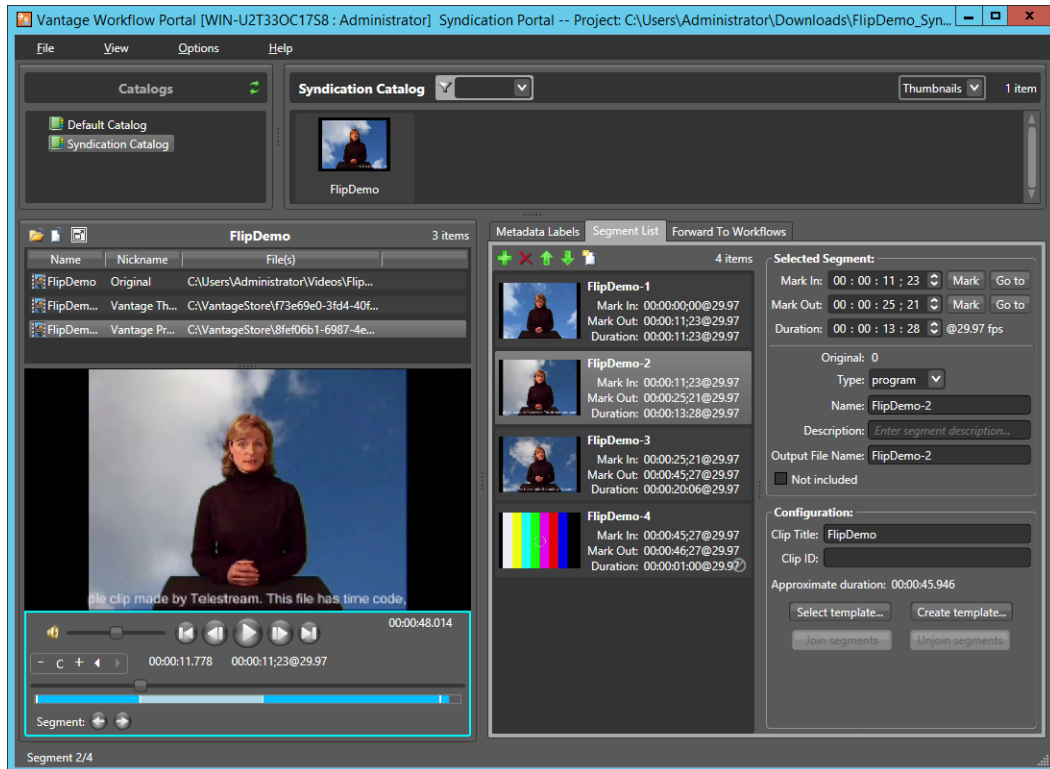 Vantage Workflow Portal [WIN-U2T33OC17S8 : Administrator] Syndication Portal -- Project: C:\Users\Administrator\Downloads\FlipDemo_Syn...
File View Options Help
Catalogs
Default Catalog
Syndication Catalog
Syndication Catalog Thumbnails 1 item
FlipDemo
FlipDemo 3 items
Name Nickname File(s)
FlipDemo Original C:\Users\Administrator\Videos\Flip...
FlipDem... Vantage Th... C:\VantageStore\f73e69e0-3fd4-40f...
FlipDem... Vantage Pr... C:\VantageStore\8fef06b1-6987-4e...
ple clip made by Telestream. This file has time code,
00:00:48.014
- C + 00:00:11.778 00:00:11;23@29.97
Segment:
Segment 2/4
Metadata Labels Segment List Forward To Workflows
4 items
FlipDemo-1
Mark In: 00:00:00;00@29.97
Mark Out: 00:00:11;23@29.97
Duration: 00:00:11:23@29.97
FlipDemo-2
Mark In: 00:00:11;23@29.97
Mark Out: 00:00:25;21@29.97
Duration: 00:00:13:28@29.97
FlipDemo-3
Mark In: 00:00:25;21@29.97
Mark Out: 00:00:45;27@29.97
Duration: 00:00:20:06@29.97
FlipDemo-4
Mark In: 00:00:45;27@29.97
Mark Out: 00:00:46;27@29.97
Duration: 00:00:01:00@29.97
Selected Segment:
Mark In: 00 : 00 : 11 ; 23 Mark Go to
Mark Out: 00 : 00 : 25 ; 21 Mark Go to
Duration: 00 : 00 : 13 : 28 @29.97 fps
Original: 0
Type: program
Name: FlipDemo-2
Description: Enter segment description...
Output File Name: FlipDemo-2
Not included
Configuration:
Clip Title: FlipDemo
Clip ID:
Approximate duration: 00:00:45.946
Select template... Create template...
Join segments Unjoin segments